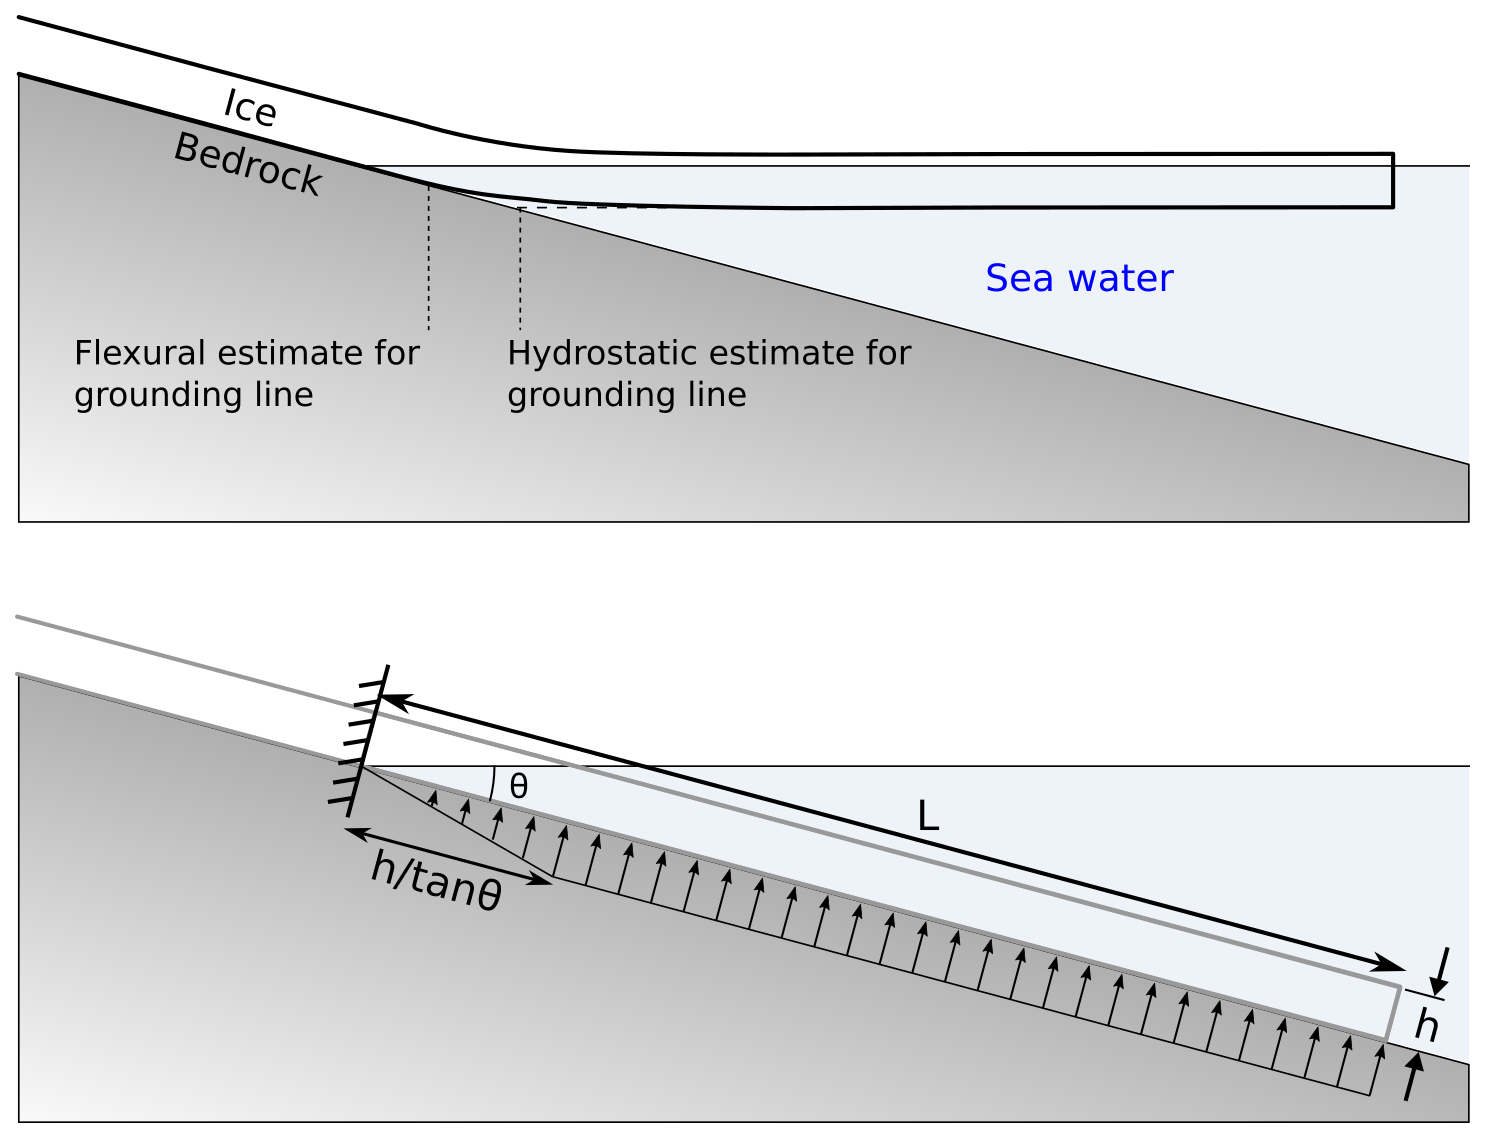 Ice
Bedrock
Sea water
Flexural estimate for
grounding line
Hydrostatic estimate for
grounding line
θ
L
h/tanθ
h